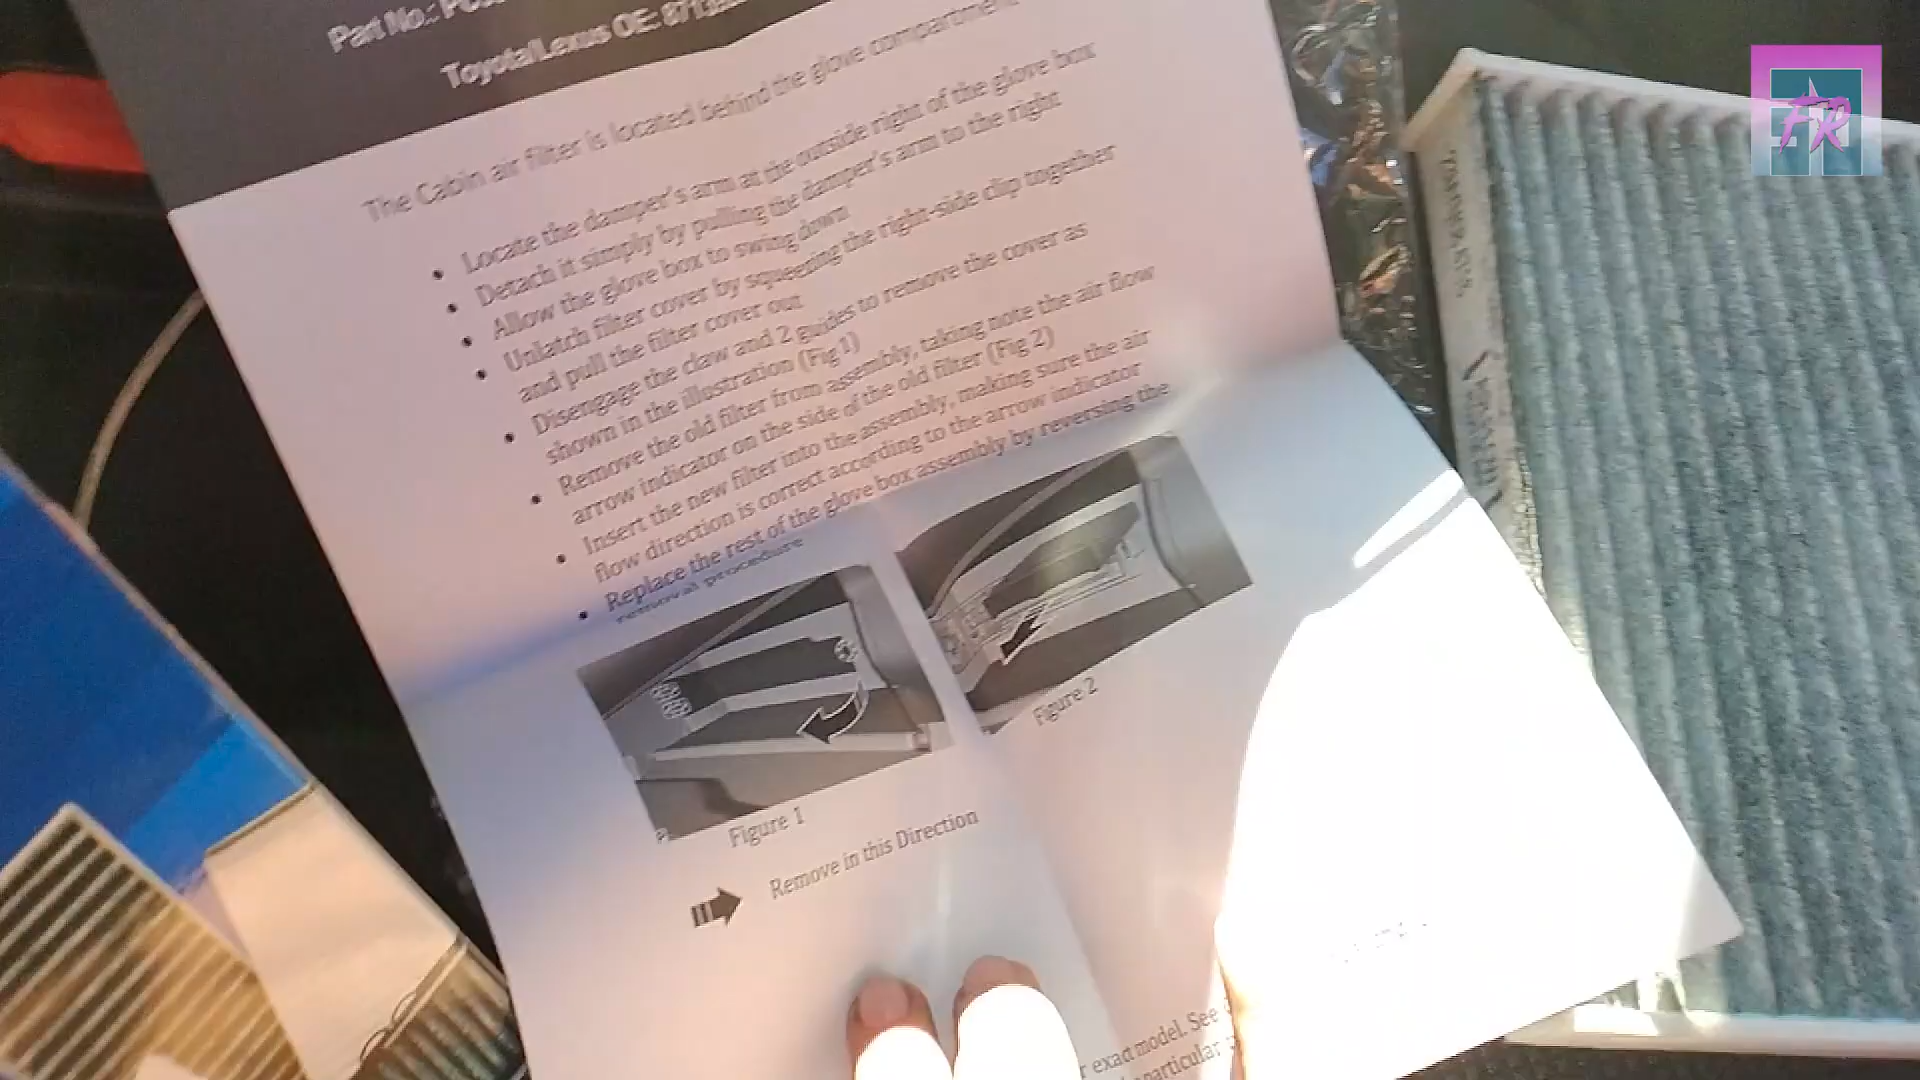 Part No.:
Toyota/Lexus OE:
The Cabin air filter is located behind the glove compartment
• Locate the damper's arm at the outside right of the glove box
• Detach it simply by pulling the damper's arm to the right
• Allow the glove box to swing down
• Unlatch filter cover by squeezing the right-side clip together
and pull the filter cover out
• Disengage the claw and 2 guides to remove the cover as
shown in the illustration (Fig 1)
• Remove the old filter from assembly, taking note the air flow
arrow indicator on the side of the old filter (Fig 2)
• Insert the new filter into the assembly, making sure the air
flow direction is correct according to the arrow indicator
• Replace the rest of the glove box assembly by reversing the
removal procedure
Figure 1
Figure 2
Remove in this Direction
exact model. See
particular
FR